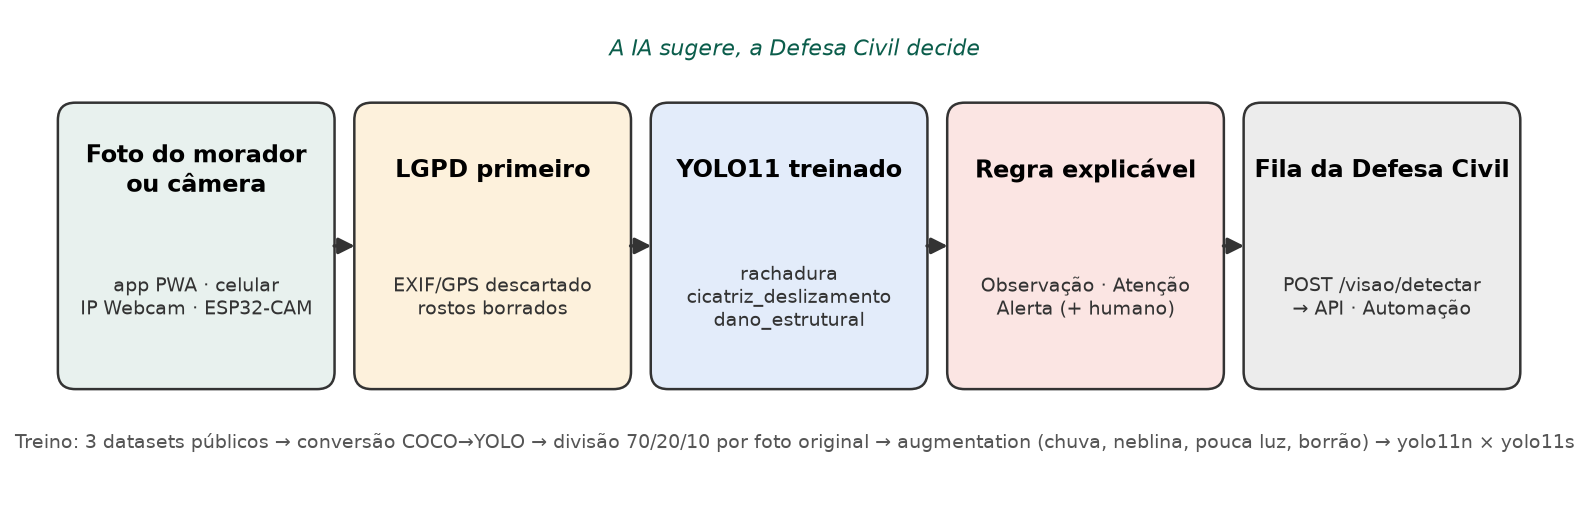 A IA sugere, a Defesa Civil decide
Foto do morador
ou câmera
app PWA · celular
IP Webcam · ESP32-CAM
LGPD primeiro
EXIF/GPS descartado
rostos borrados
YOLO11 treinado
rachadura
cicatriz_deslizamento
dano_estrutural
Regra explicável
Observação · Atenção
Alerta (+ humano)
Fila da Defesa Civil
POST /visao/detectar
→ API · Automação
Treino: 3 datasets públicos → conversão COCO→YOLO → divisão 70/20/10 por foto original → augmentation (chuva, neblina, pouca luz, borrão) → yolo11n × yolo11s